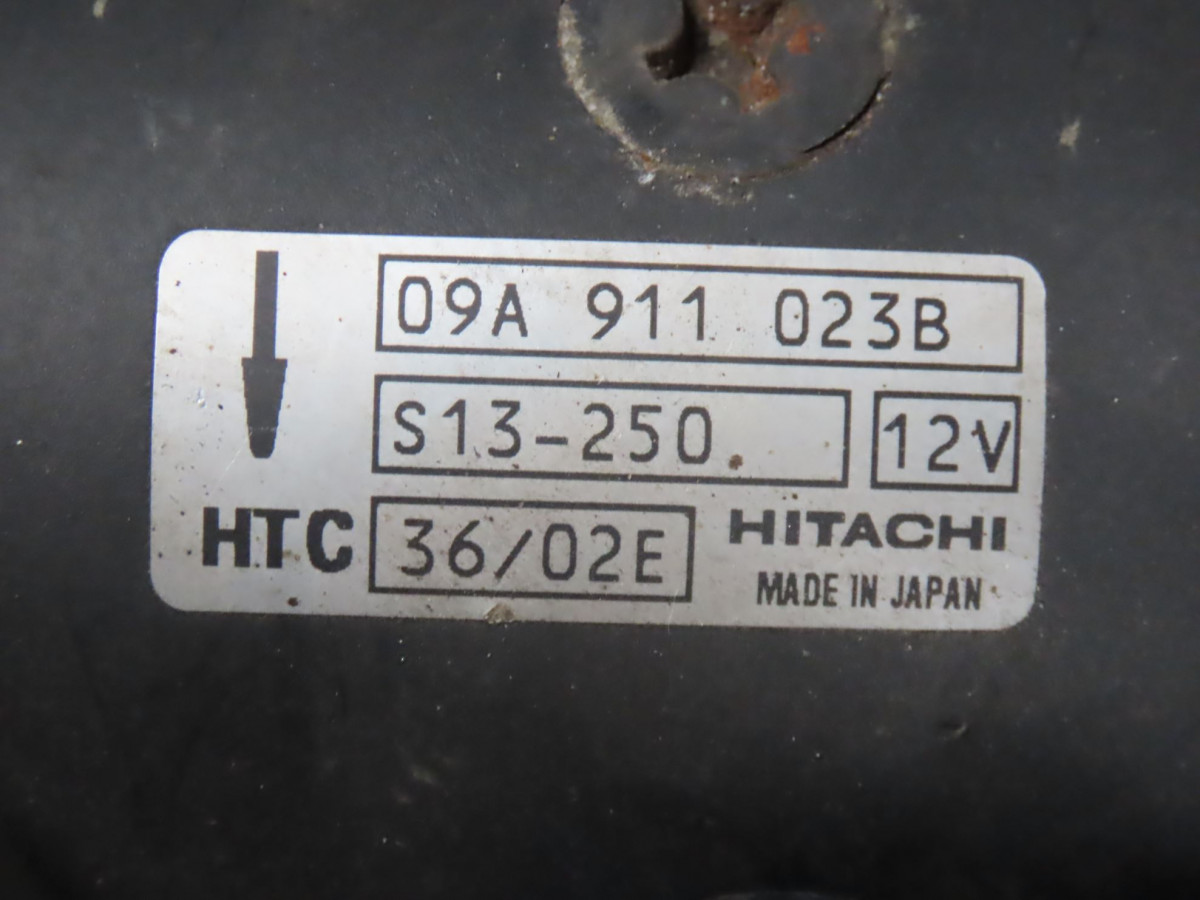 09A 911 023B
S13-250 12V
HTC 36/02E HITACHI
MADE IN JAPAN